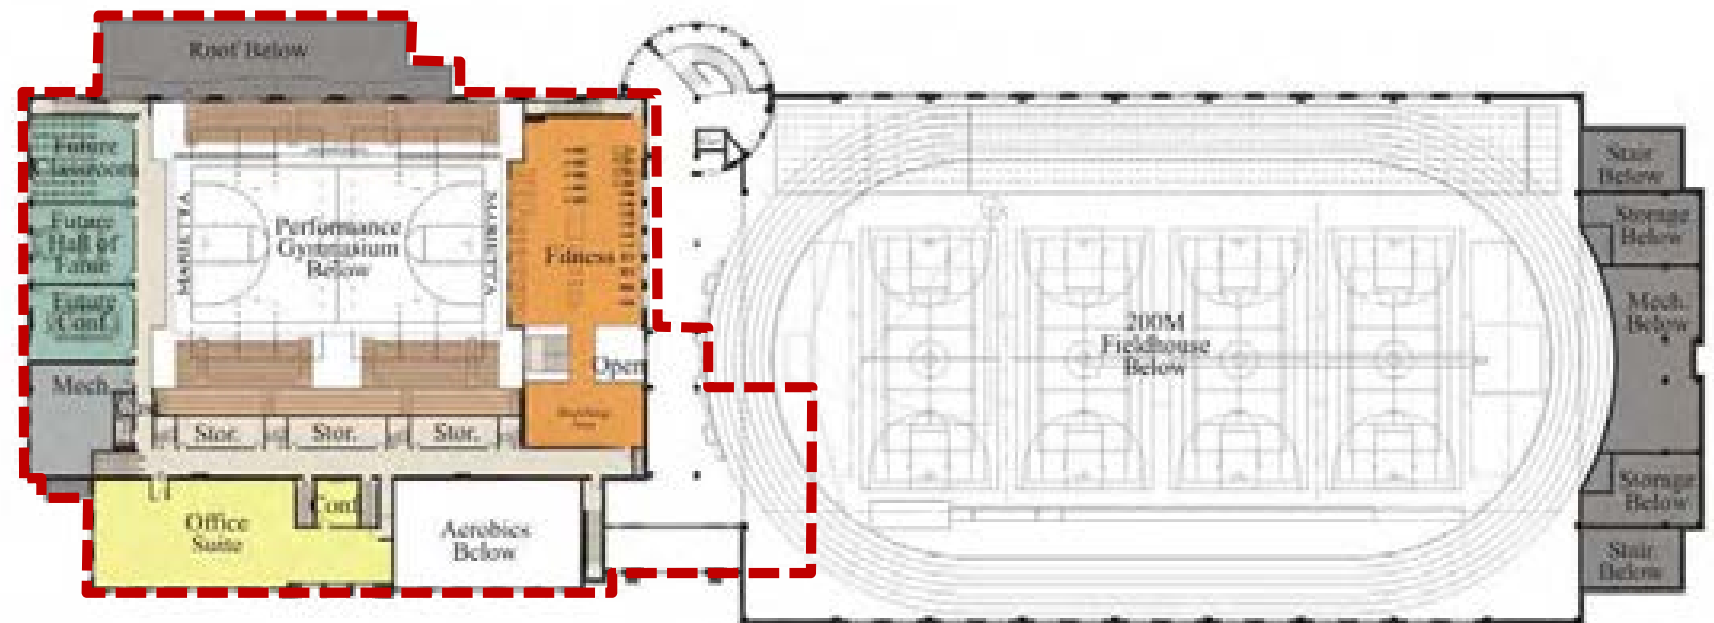 Roof Below
Future
Classroom
Future
Hall of
Fame
Future
(Conf.)
Mech.
MARIETTA
Performance
Gymnasium
Below
MARIETTA
Fitness
Open
Stor.
Stor.
Stor.
Office
Suite
Conf.
Aerobics
Below
200M
Fieldhouse
Below
Stair
Below
Storage
Below
Mech.
Below
Storage
Below
Stair
Below